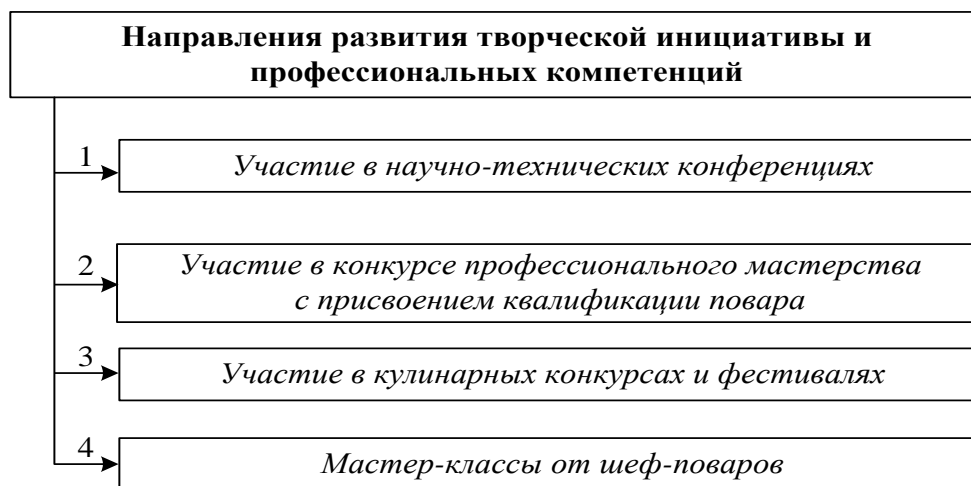 Направления развития творческой инициативы и
профессиональных компетенций
1
Участие в научно-технических конференциях
2
Участие в конкурсе профессионального мастерства
с присвоением квалификации повара
3
Участие в кулинарных конкурсах и фестивалях
4
Мастер-классы от шеф-поваров